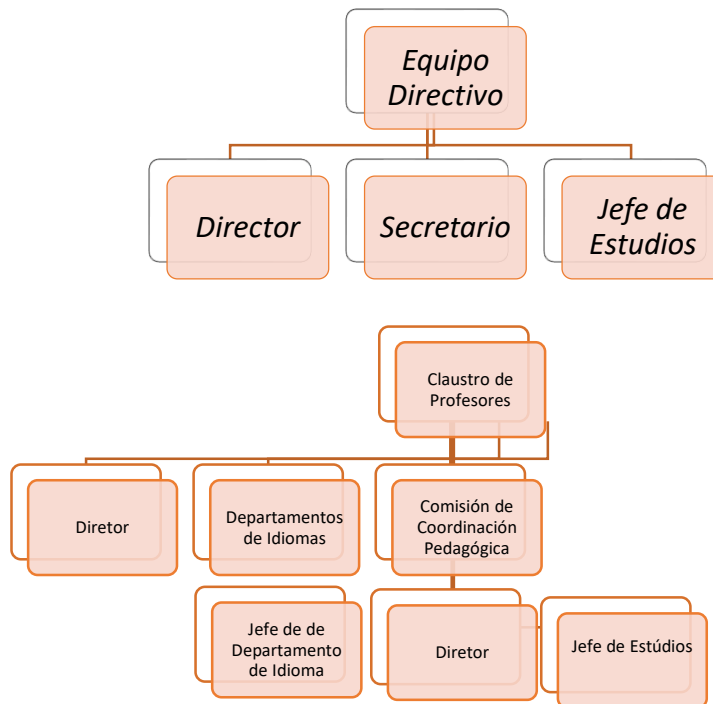 Equipo
Directivo
Director
Secretario
Jefe de
Estudios
Claustro de
Profesores
Diretor
Departamentos
de Idiomas
Comisión de
Coordinación
Pedagógica
Jefe de de
Departamento
de Idioma
Diretor
Jefe de Estúdios